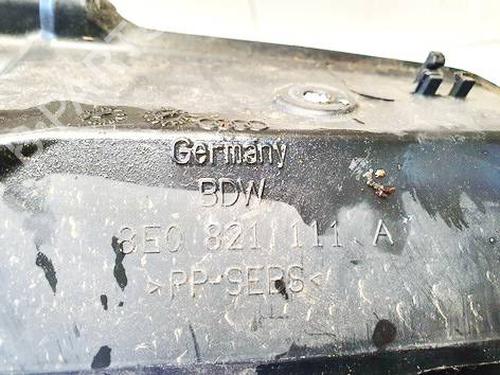 Germany
BDW
8E0 821 111 A
>PP-SEBS<